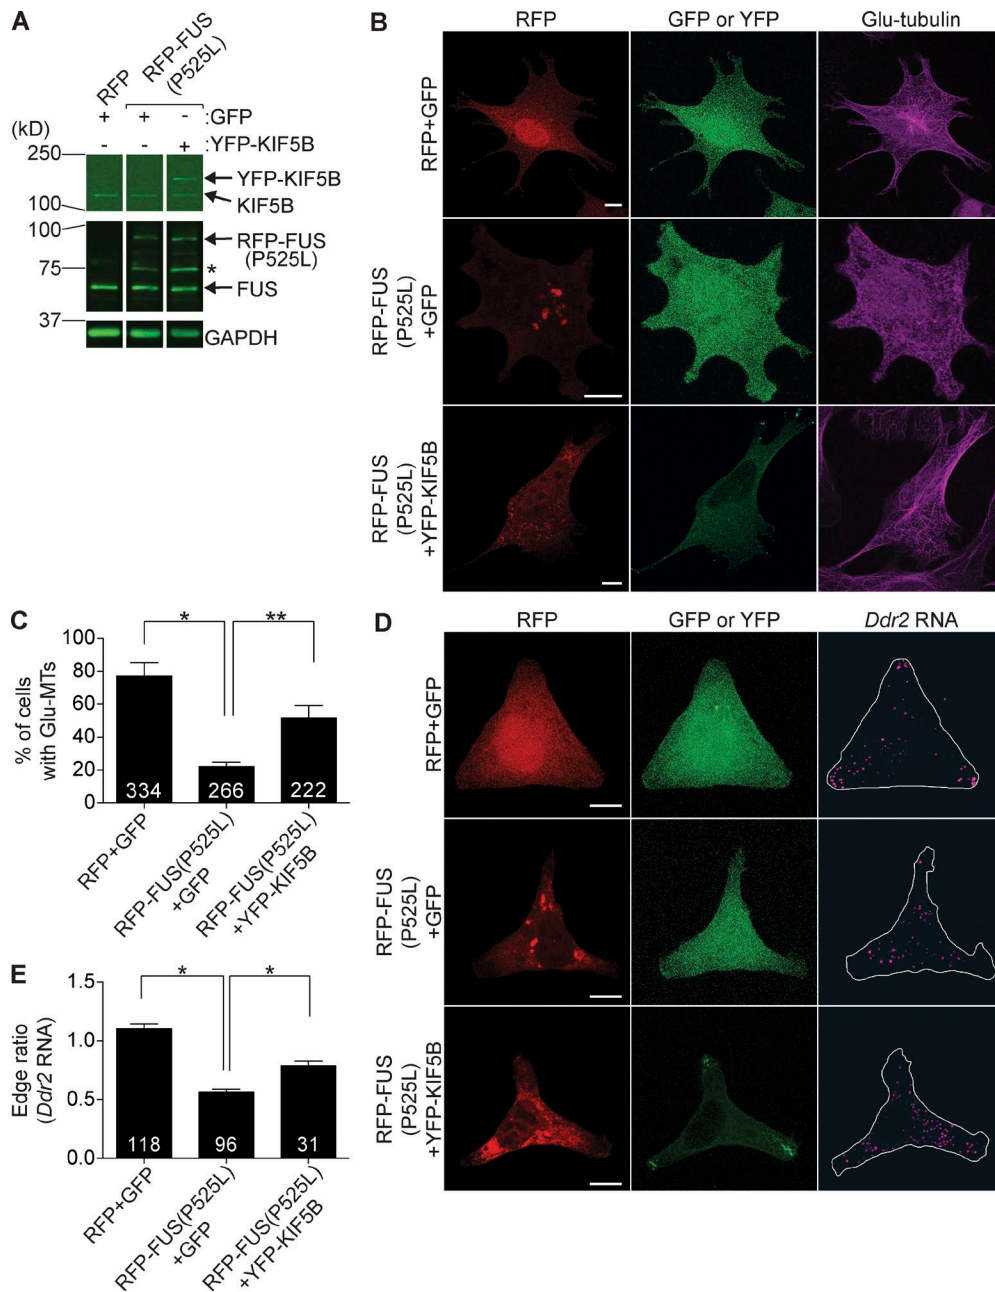 A
RFP
RFP-FUS
(P525L)
(kD)
+ + - :GFP
- - + :YFP-KIF5B
250
YFP-KIF5B
KIF5B
100
100
RFP-FUS
(P525L)
75
*
FUS
37
GAPDH
B
RFP
GFP or YFP
Glu-tubulin
RFP+GFP
RFP-FUS
(P525L)
+GFP
RFP-FUS
(P525L)
+YFP-KIF5B
C
* **
100
80
60
40
20
0
% of cells
with Glu-MTs
334 266 222
RFP+GFP
RFP-FUS(P525L)
+GFP
RFP-FUS(P525L)
+YFP-KIF5B
D
RFP
GFP or YFP
Ddr2 RNA
RFP+GFP
RFP-FUS
(P525L)
+GFP
RFP-FUS
(P525L)
+YFP-KIF5B
E
* *
1.5
1.0
0.5
0.0
Edge ratio
(Ddr2 RNA)
118 96 31
RFP+GFP
RFP-FUS(P525L)
+GFP
RFP-FUS(P525L)
+YFP-KIF5B